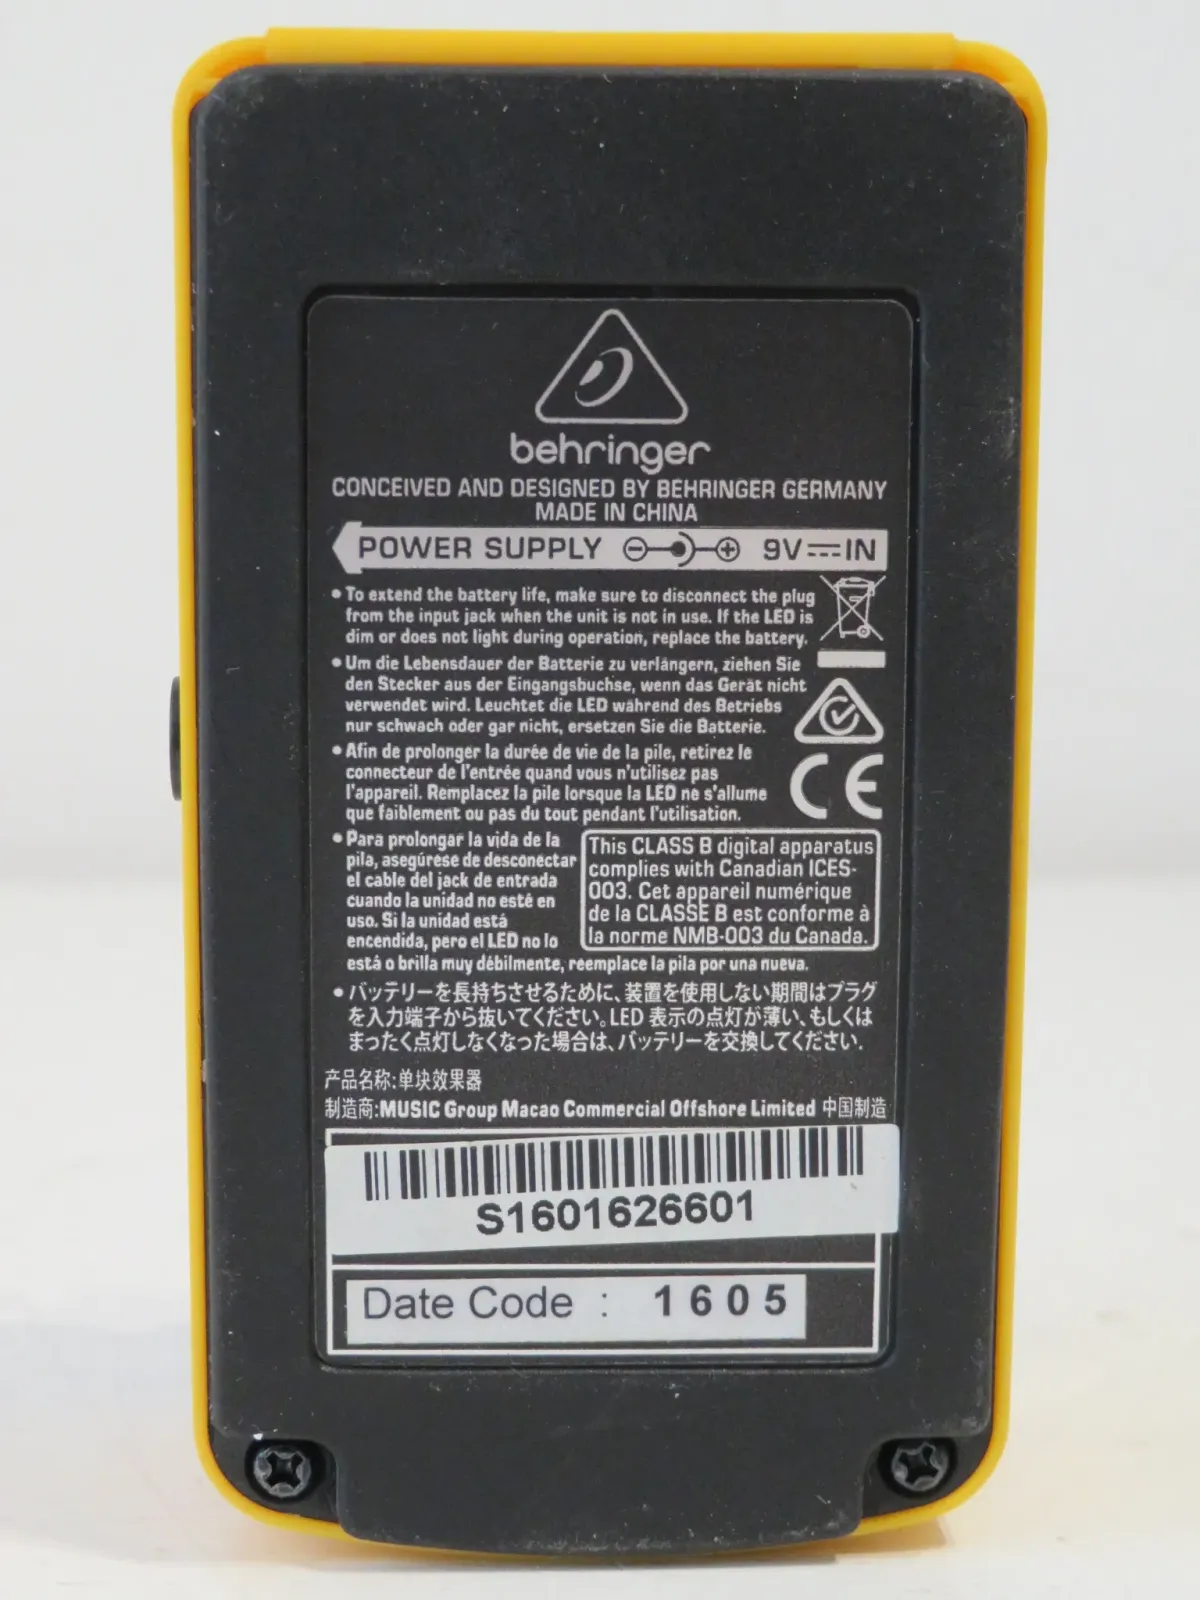 behringer
CONCEIVED AND DESIGNED BY BEHRINGER GERMANY
MADE IN CHINA
POWER SUPPLY 9V IN
• To extend the battery life, make sure to disconnect the plug
from the input jack when the unit is not in use. If the LED is
dim or does not light during operation, replace the battery.
• Um die Lebensdauer der Batterie zu verlängern, ziehen Sie
den Stecker aus der Eingangsbuchse, wenn das Gerät nicht
verwendet wird. Leuchtet die LED während des Betriebs
nur schwach oder gar nicht, ersetzen Sie die Batterie.
CE
• Afin de prolonger la durée de vie de la pile, retirez le
connecteur de l'entrée quand vous n'utilisez pas
l'appareil. Remplacez la pile lorsque la LED ne s'allume
que faiblement ou pas du tout pendant l'utilisation.
• Para prolongar la vida de la
pila, asegúrese de desconectar
el cable del jack de entrada
cuando la unidad no esté en
uso. Si la unidad está
encendida, pero el LED no lo
está o brilla muy débilmente, reemplace la pila por una nueva.
This CLASS B digital apparatus
complies with Canadian ICES-
003. Cet appareil numérique
de la CLASSE B est conforme à
la norme NMB-003 du Canada.
• バッテリーを長持ちさせるために、装置を使用しない期間はプラグ
を入力端子から抜いてください。LED 表示の点灯が薄い、もしくは
まったく点灯しなくなった場合は、バッテリーを交換してください.
产品名称:单块效果器
制造商:MUSIC Group Macao Commercial Offshore Limited 中国制造
S1601626601
Date Code : 1605